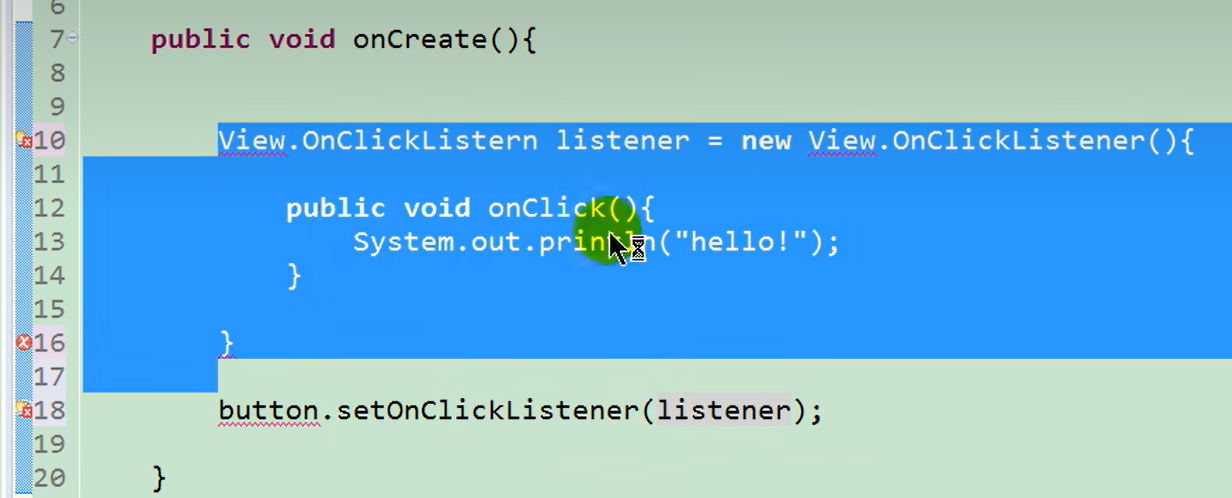 6
7 public void onCreate(){
8
9
10 View.OnClickListern listener = new View.OnClickListener(){
11
12 public void onClick(){
13 System.out.println("hello!");
14 }
15
16 }
17
18 button.setOnClickListener(listener);
19
20 }